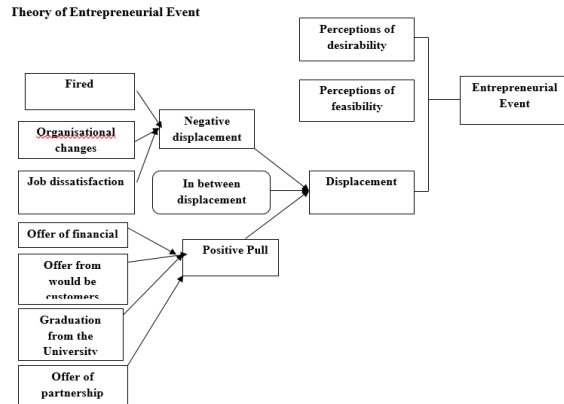 Theory of Entrepreneurial Event
Perceptions of
desirability
Fired
Perceptions of
feasibility
Entrepreneurial
Event
Organisational
changes
Negative
displacement
Job dissatisfaction
In between
displacement
Displacement
Offer of financial
Positive Pull
Offer from
would be
customers
Graduation
from the
University
Offer of
partnership